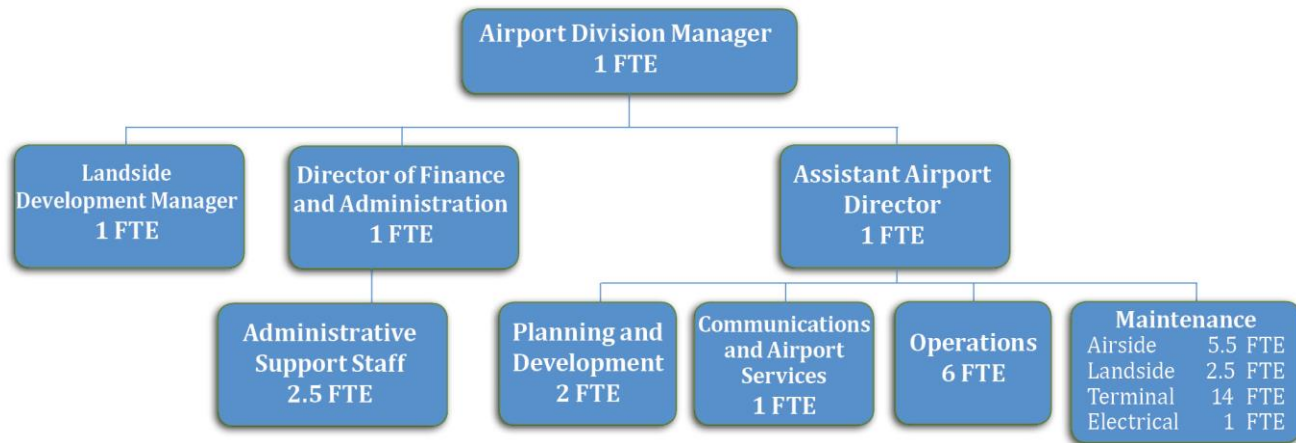 Airport Division Manager
1 FTE
Landside
Development Manager
1 FTE
Director of Finance
and Administration
1 FTE
Assistant Airport
Director
1 FTE
Administrative
Support Staff
2.5 FTE
Planning and
Development
2 FTE
Communications
and Airport
Services
1 FTE
Operations
6 FTE
Maintenance
Airside 5.5 FTE
Landside 2.5 FTE
Terminal 14 FTE
Electrical 1 FTE